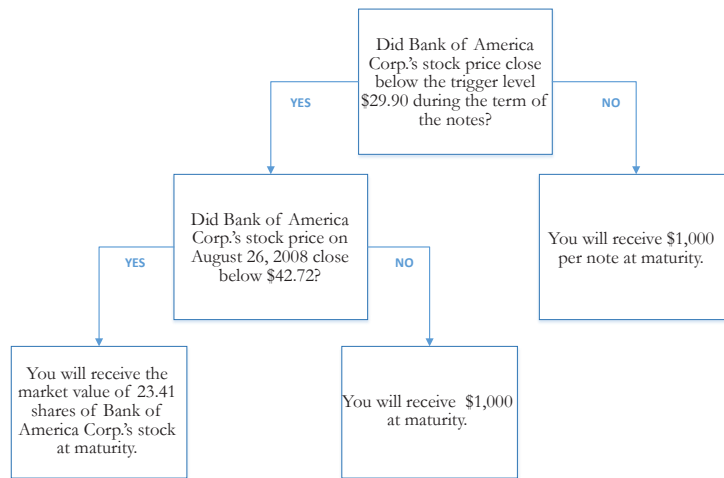 Did Bank of America
Corp.'s stock price close
below the trigger level
$29.90 during the term of
the notes?
YES
NO
Did Bank of America
Corp.'s stock price on
August 26, 2008 close
below $42.72?
You will receive $1,000
per note at maturity.
YES
NO
You will receive the
market value of 23.41
shares of Bank of
America Corp.'s stock
at maturity.
You will receive $1,000
at maturity.